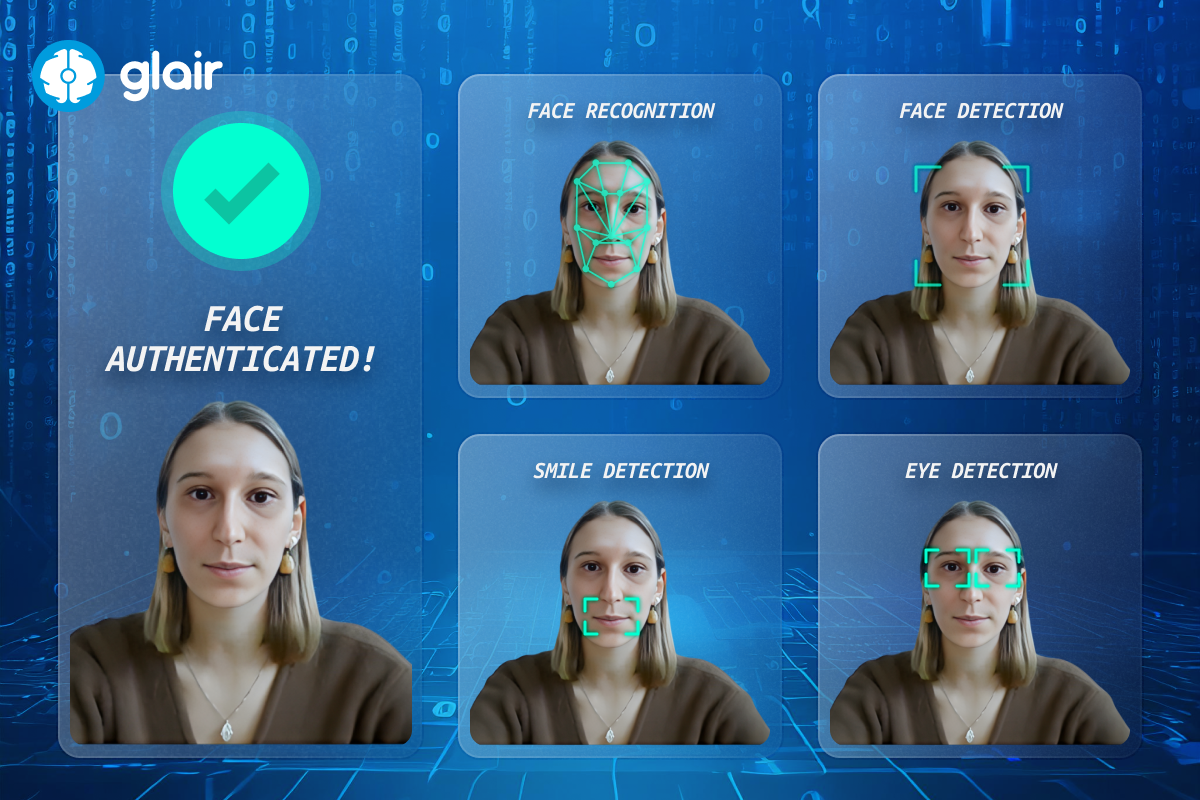 glair
FACE
AUTHENTICATED!
FACE RECOGNITION
FACE DETECTION
SMILE DETECTION
EYE DETECTION